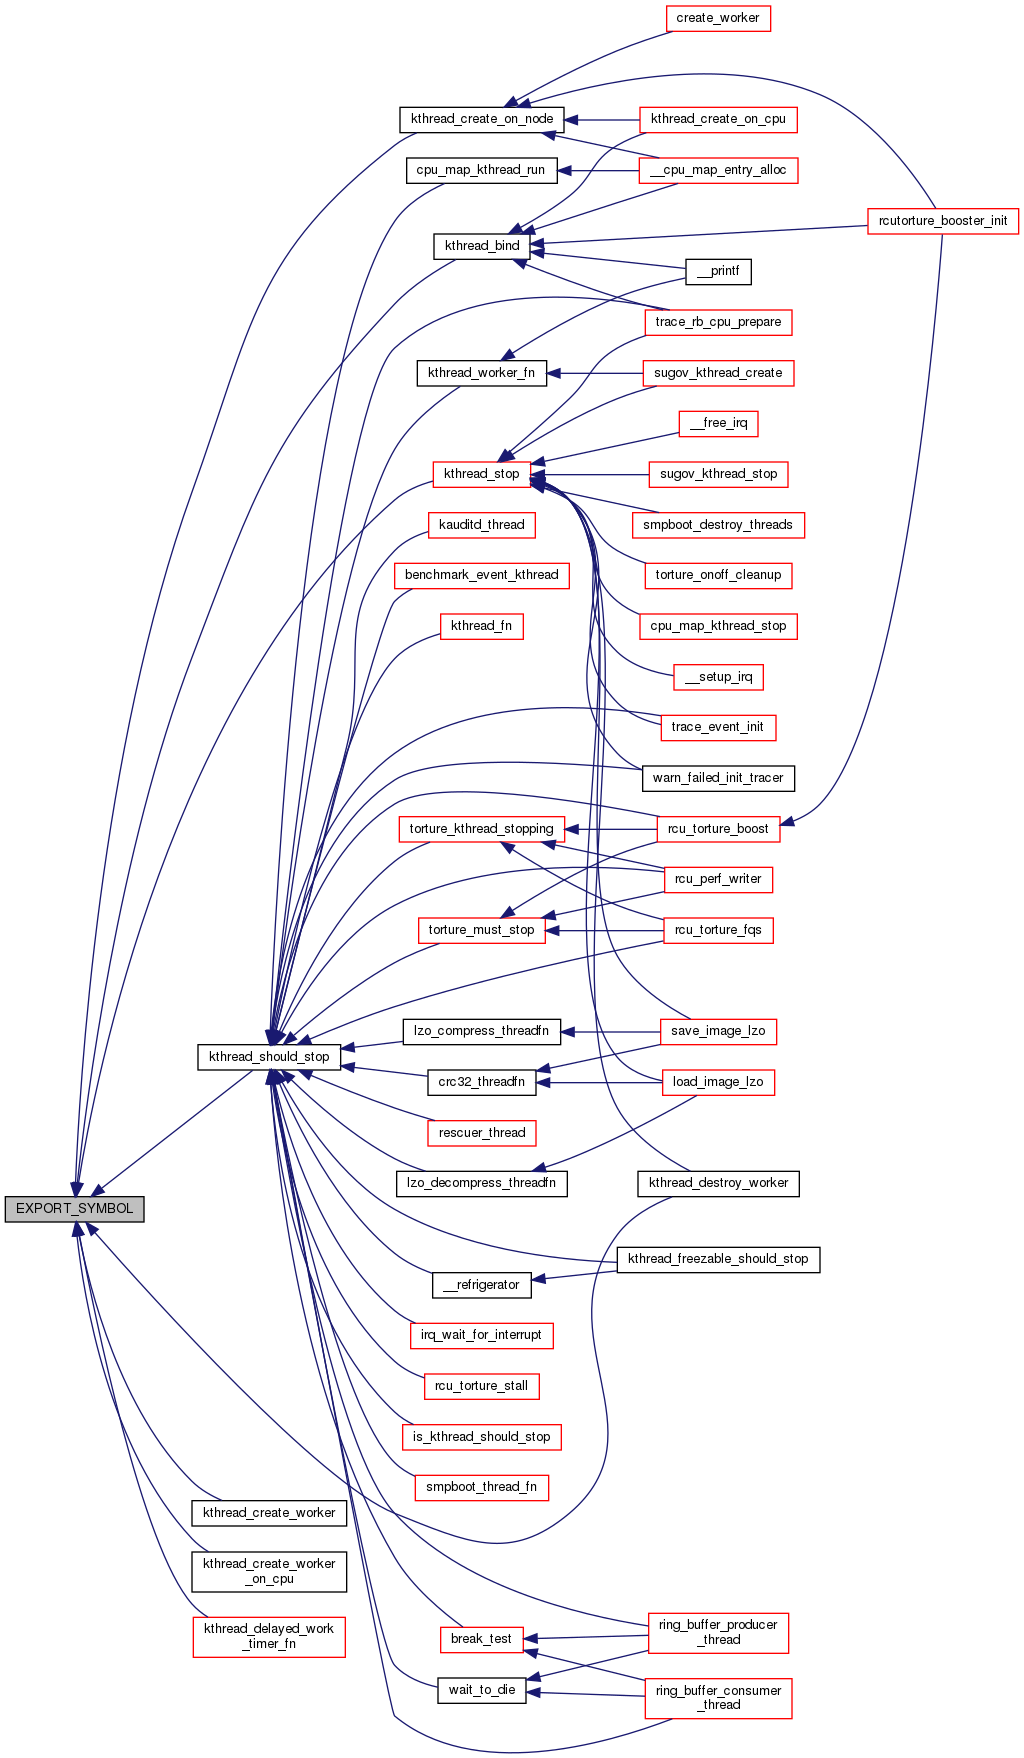 create_worker
kthread_create_on_node
kthread_create_on_cpu
cpu_map_kthread_run
__cpu_map_entry_alloc
rcutorture_booster_init
kthread_bind
__printf
trace_rb_cpu_prepare
kthread_worker_fn
sugov_kthread_create
__free_irq
kthread_stop
sugov_kthread_stop
kauditd_thread
smpboot_destroy_threads
benchmark_event_kthread
torture_onoff_cleanup
kthread_fn
cpu_map_kthread_stop
__setup_irq
trace_event_init
warn_failed_init_tracer
torture_kthread_stopping
rcu_torture_boost
rcu_perf_writer
torture_must_stop
rcu_torture_fqs
lzo_compress_threadfn
save_image_lzo
kthread_should_stop
crc32_threadfn
load_image_lzo
rescuer_thread
lzo_decompress_threadfn
kthread_destroy_worker
EXPORT_SYMBOL
kthread_freezable_should_stop
__refrigerator
irq_wait_for_interrupt
rcu_torture_stall
is_kthread_should_stop
smpboot_thread_fn
kthread_create_worker
kthread_create_worker
_on_cpu
kthread_delayed_work
_timer_fn
break_test
ring_buffer_producer
_thread
wait_to_die
ring_buffer_consumer
_thread